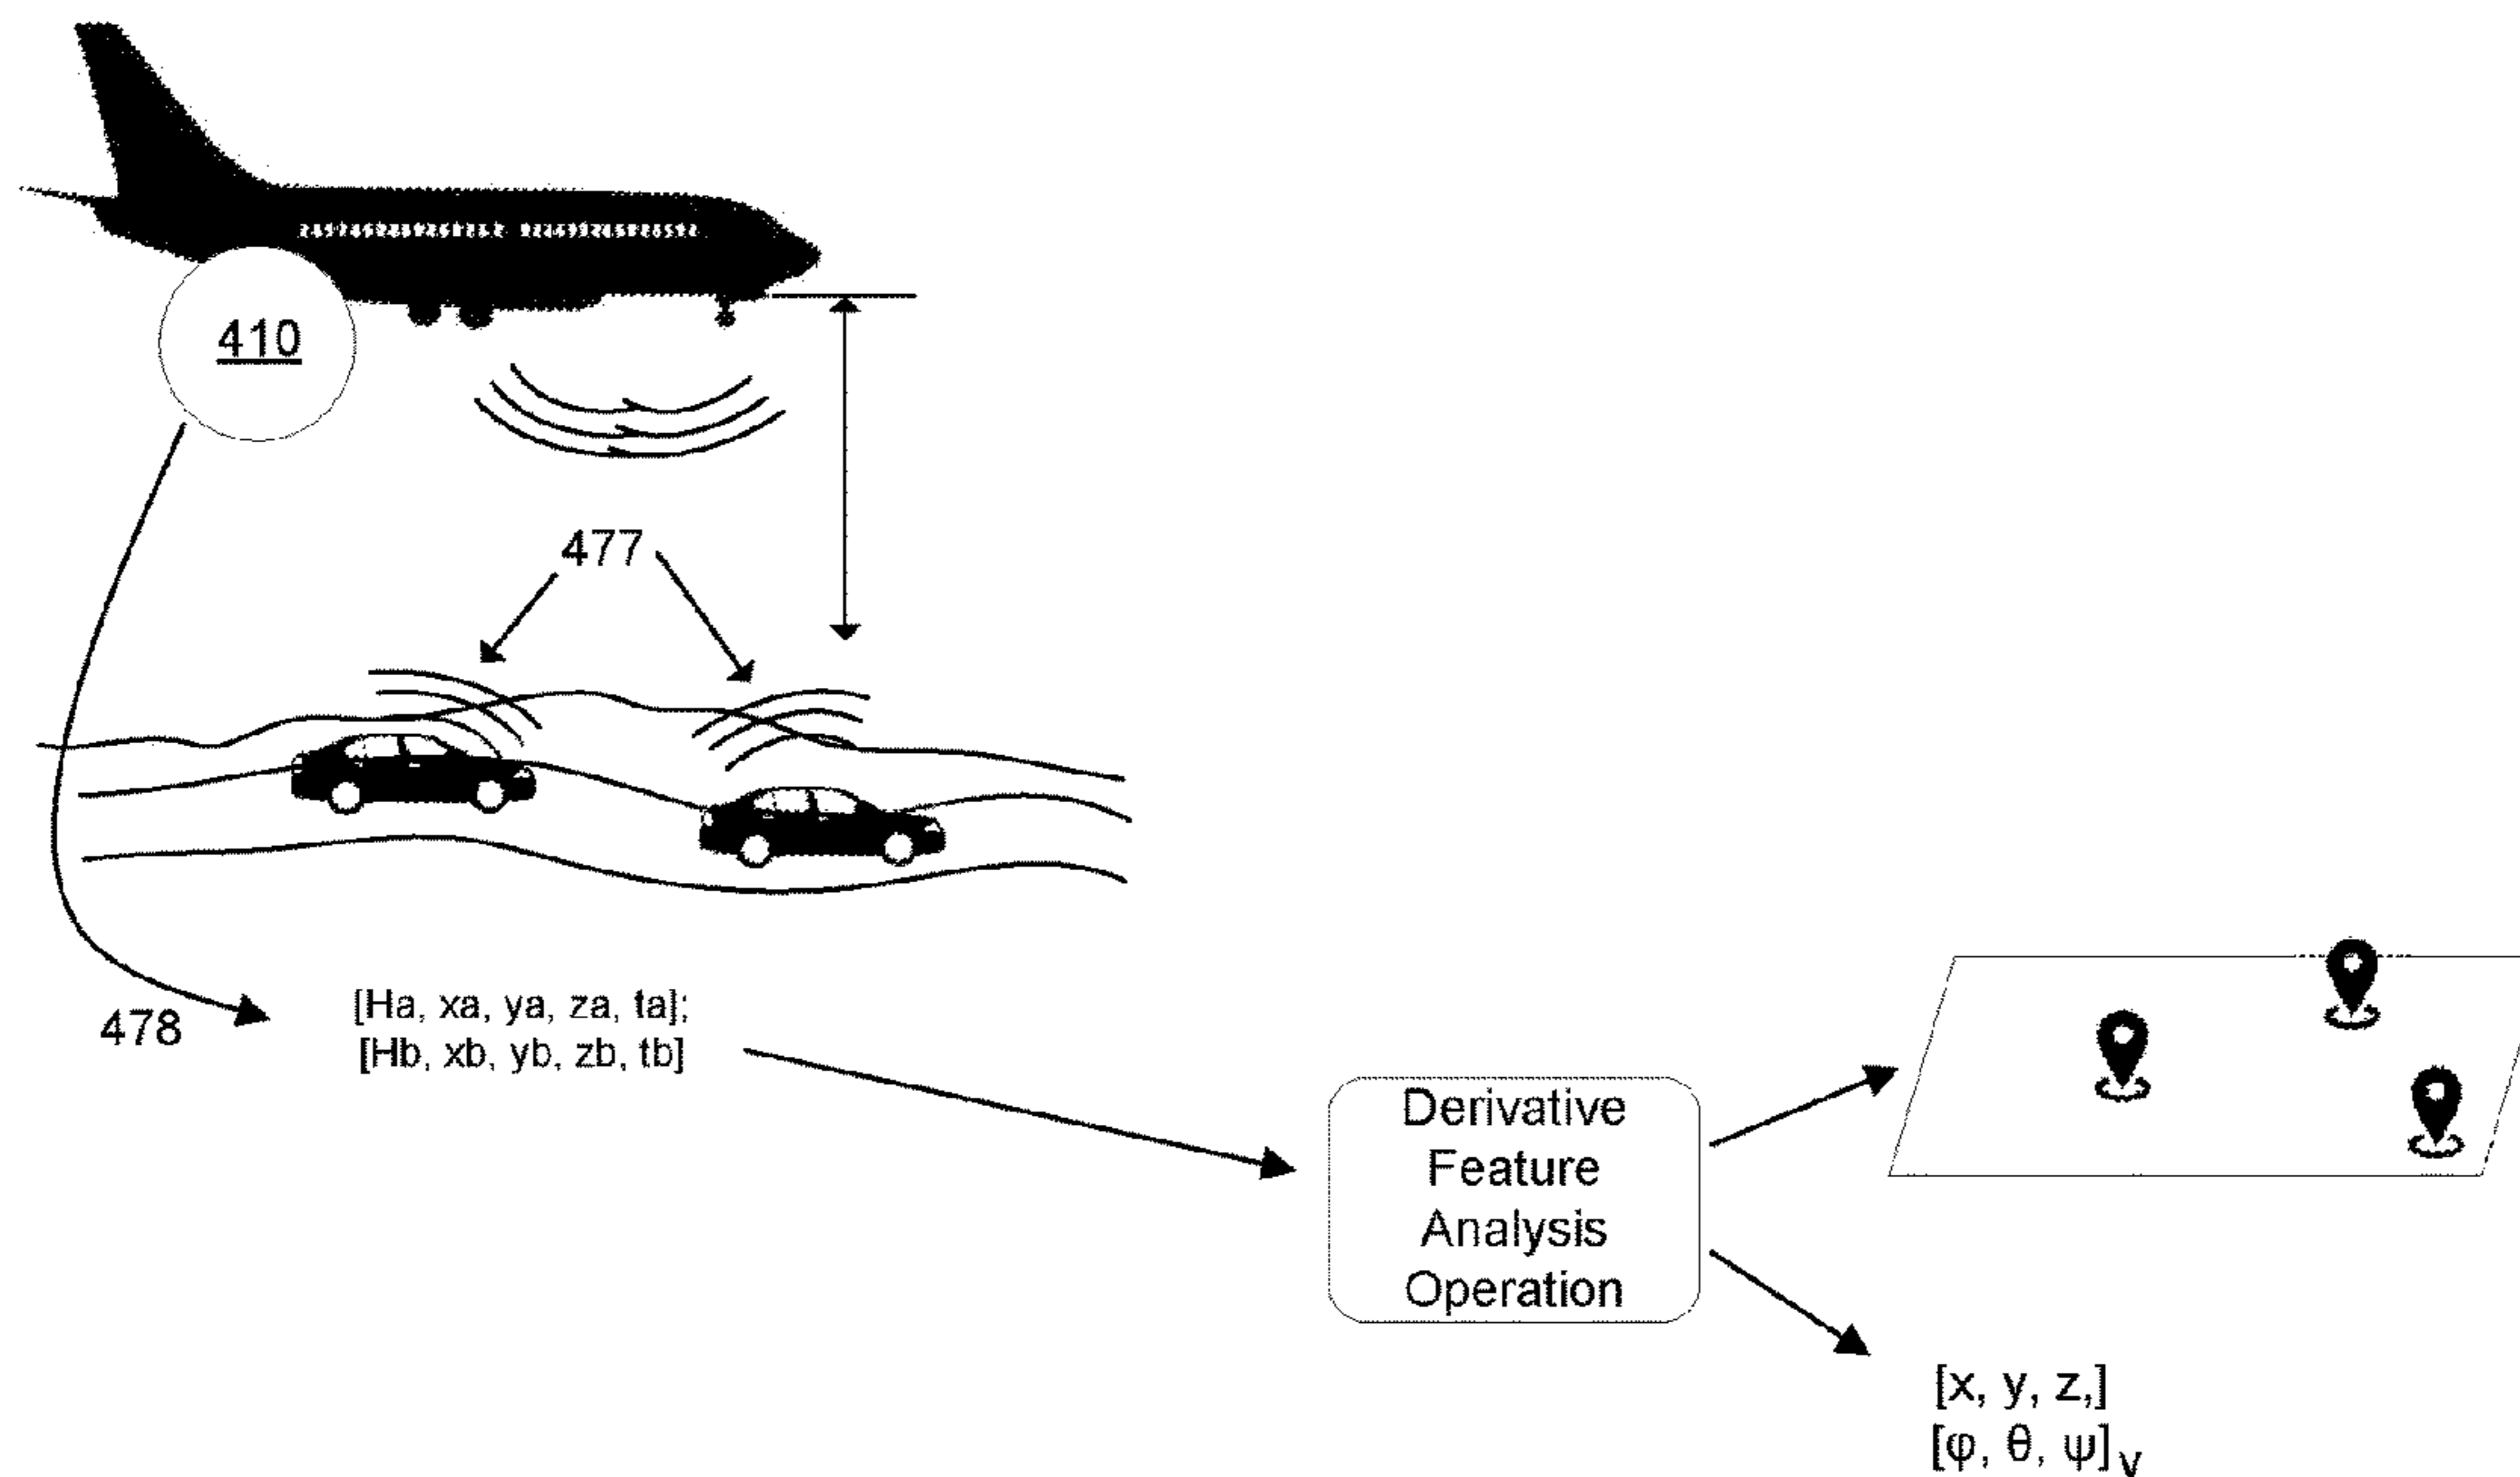 410
477
478
[Ha, xa, ya, za, ta];
[Hb, xb, yb, zb, tb]
Derivative
Feature
Analysis
Operation
[x, y, z,]
[φ, θ, ψ]v